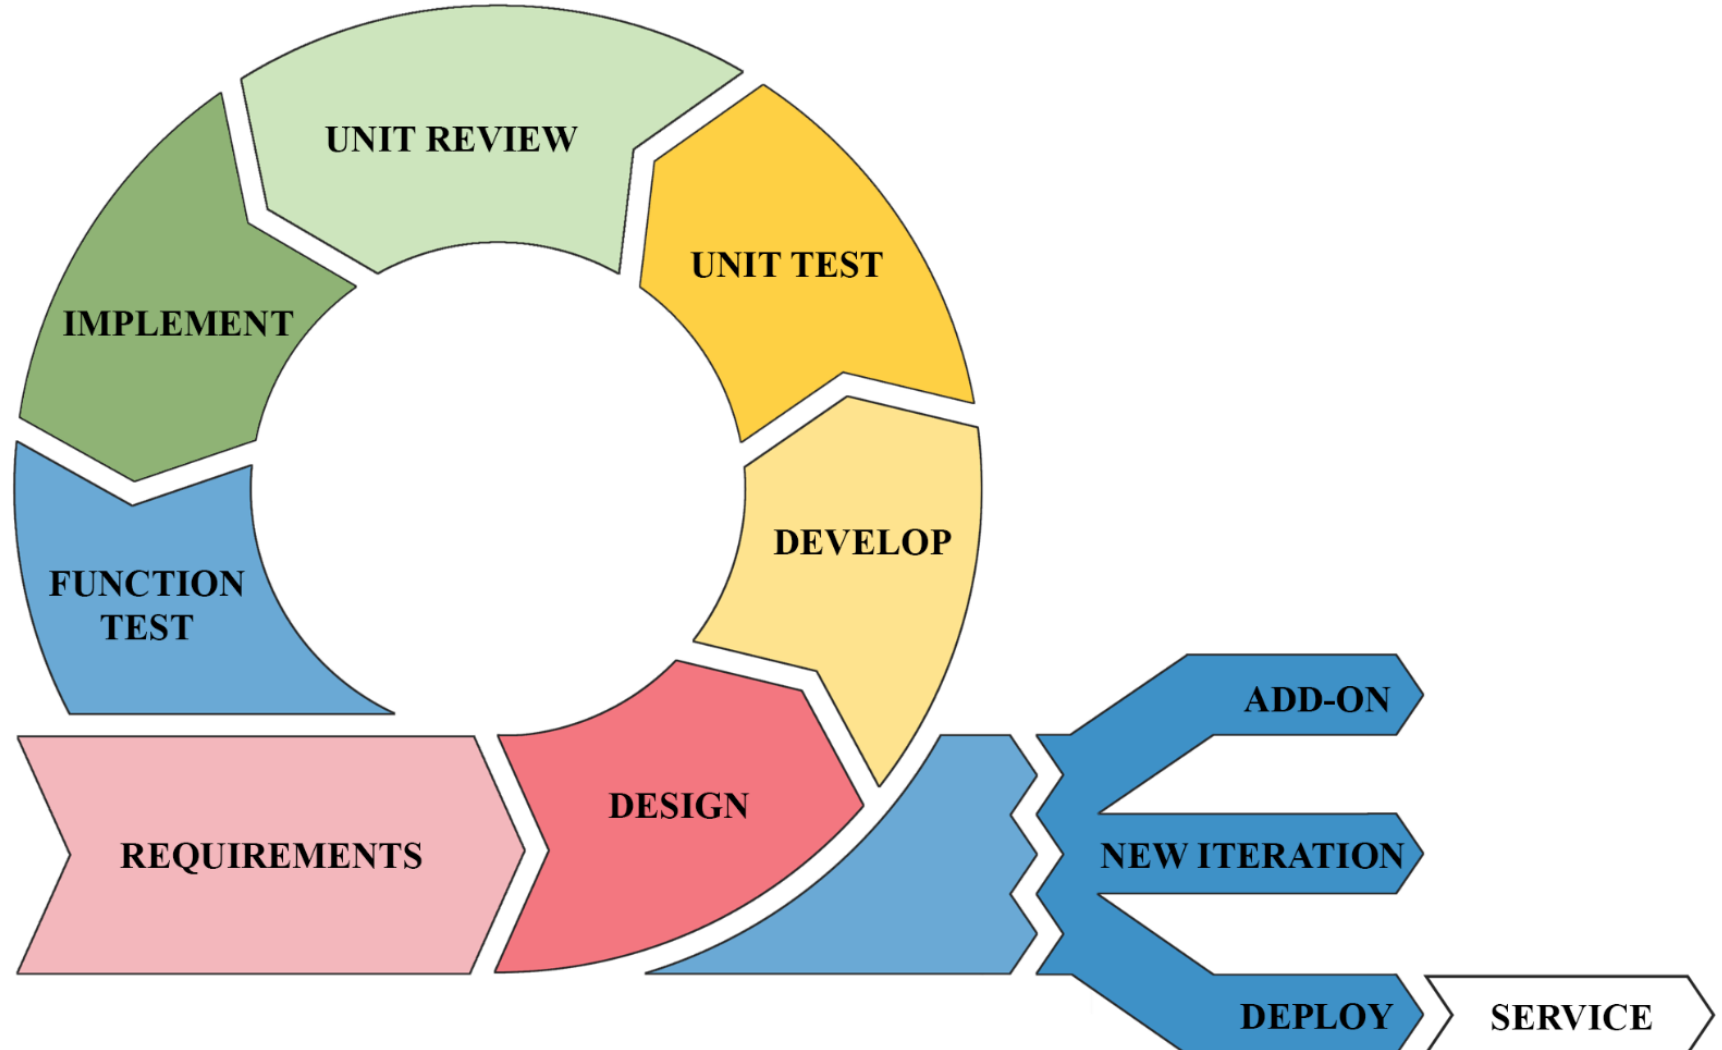 UNIT REVIEW
UNIT TEST
IMPLEMENT
DEVELOP
FUNCTION
TEST
ADD-ON
DESIGN
REQUIREMENTS
NEW ITERATION
DEPLOY
SERVICE